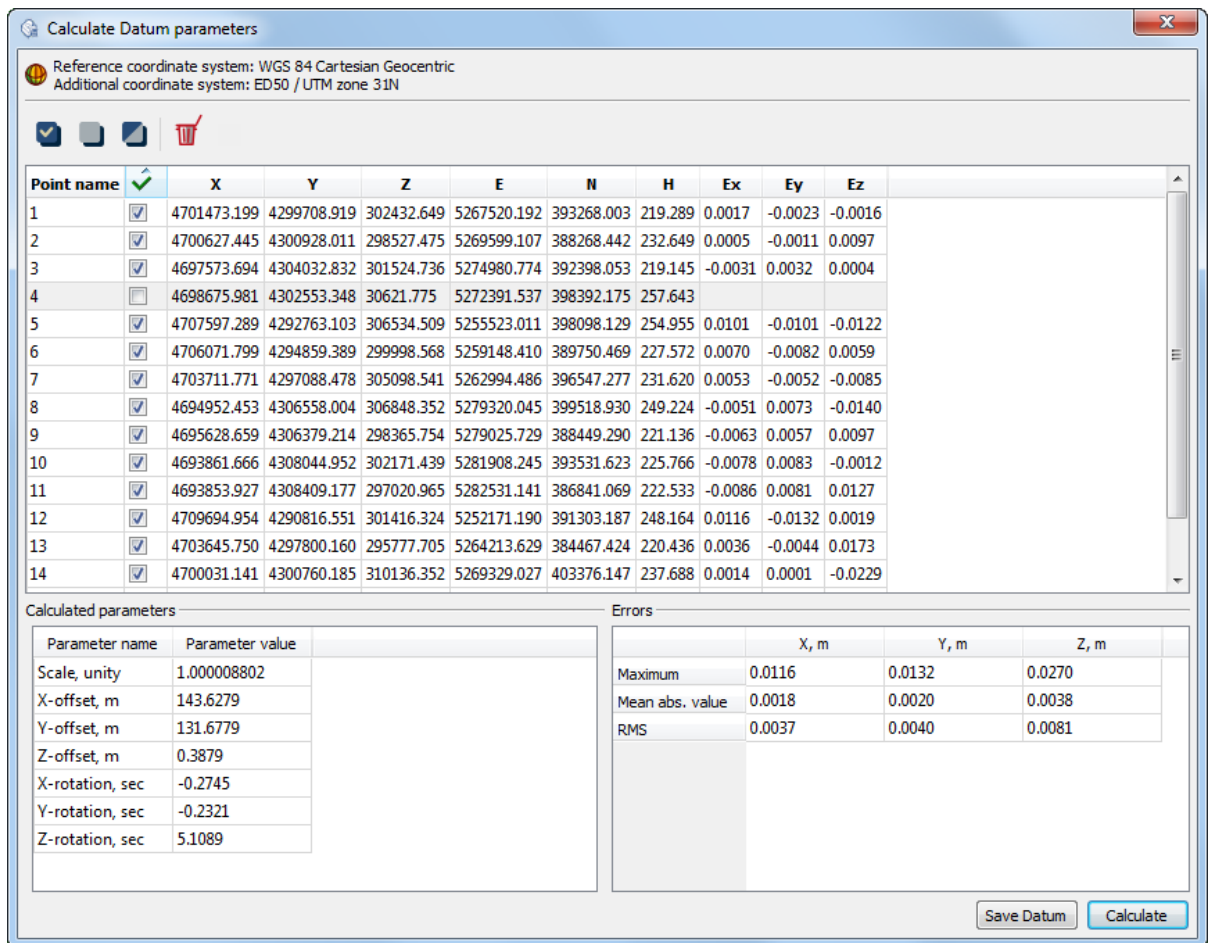 Calculate Datum parameters
Reference coordinate system: WGS 84 Cartesian Geocentric
Additional coordinate system: ED50 / UTM zone 31N
Point name X Y Z E N H Ex Ey Ez
1 4701473.199 4299708.919 302432.649 5267520.192 393268.003 219.289 0.0017 -0.0023 -0.0016
2 4700627.445 4300928.011 298527.475 5269599.107 388268.442 232.649 0.0005 -0.0011 0.0097
3 4697573.694 4304032.832 301524.736 5274980.774 392398.053 219.145 -0.0031 0.0032 0.0004
4 4698675.981 4302553.348 30621.775 5272391.537 398392.175 257.643
5 4707597.289 4292763.103 306534.509 5255523.011 398098.129 254.955 0.0101 -0.0101 -0.0122
6 4706071.799 4294859.389 299998.568 5259148.410 389750.469 227.572 0.0070 -0.0082 0.0059
7 4703711.771 4297088.478 305098.541 5262994.486 396547.277 231.620 0.0053 -0.0052 -0.0085
8 4694952.453 4306558.004 306848.352 5279320.045 399518.930 249.224 -0.0051 0.0073 -0.0140
9 4695628.659 4306379.214 298365.754 5279025.729 388449.290 221.136 -0.0063 0.0057 0.0097
10 4693861.666 4308044.952 302171.439 5281908.245 393531.623 225.766 -0.0078 0.0083 -0.0012
11 4693853.927 4308409.177 297020.965 5282531.141 386841.069 222.533 -0.0086 0.0081 0.0127
12 4709694.954 4290816.551 301416.324 5252171.190 391303.187 248.164 0.0116 -0.0132 0.0019
13 4703645.750 4297800.160 295777.705 5264213.629 384467.424 220.436 0.0036 -0.0044 0.0173
14 4700031.141 4300760.185 310136.352 5269329.027 403376.147 237.688 0.0014 0.0001 -0.0229
Calculated parameters
Parameter name Parameter value
Scale, unity 1.000008802
X-offset, m 143.6279
Y-offset, m 131.6779
Z-offset, m 0.3879
X-rotation, sec -0.2745
Y-rotation, sec -0.2321
Z-rotation, sec 5.1089
Errors
X, m Y, m Z, m
Maximum 0.0116 0.0132 0.0270
Mean abs. value 0.0018 0.0020 0.0038
RMS 0.0037 0.0040 0.0081
Save Datum Calculate